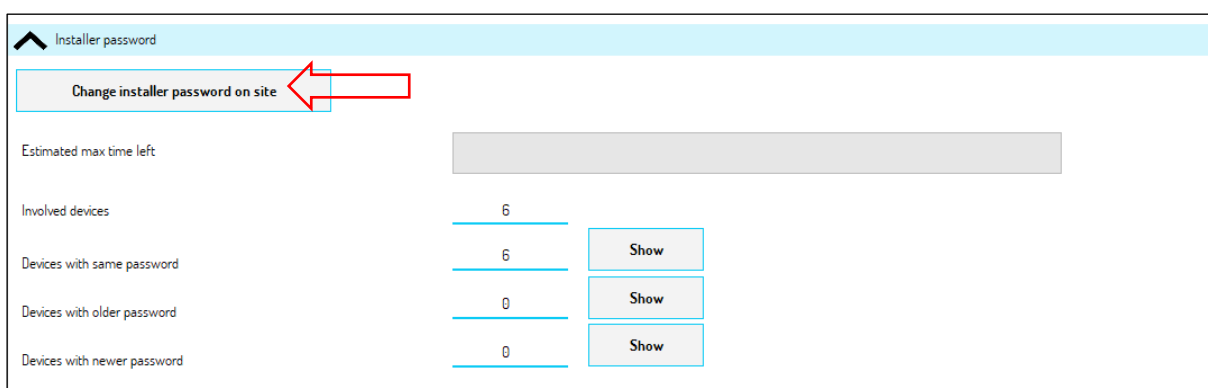 Installer password
Change installer password on site
Estimated max time left
Involved devices 6
Devices with same password 6 Show
Devices with older password 0 Show
Devices with newer password 0 Show